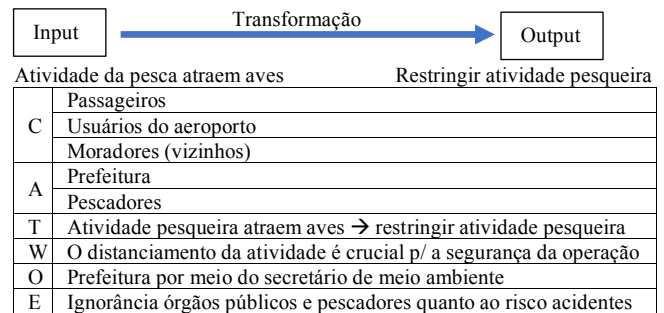 Transformação
Input
Output
Atividade da pesca atraem aves
Restringir atividade pesqueira
C
Passageiros
Usuários do aeroporto
Moradores (vizinhos)
A
Prefeitura
Pescadores
T Atividade pesqueira atraem aves → restringir atividade pesqueira
W O distanciamento da atividade é crucial p/ a segurança da operação
O Prefeitura por meio do secretário de meio ambiente
E Ignorância órgãos públicos e pescadores quanto ao risco acidentes